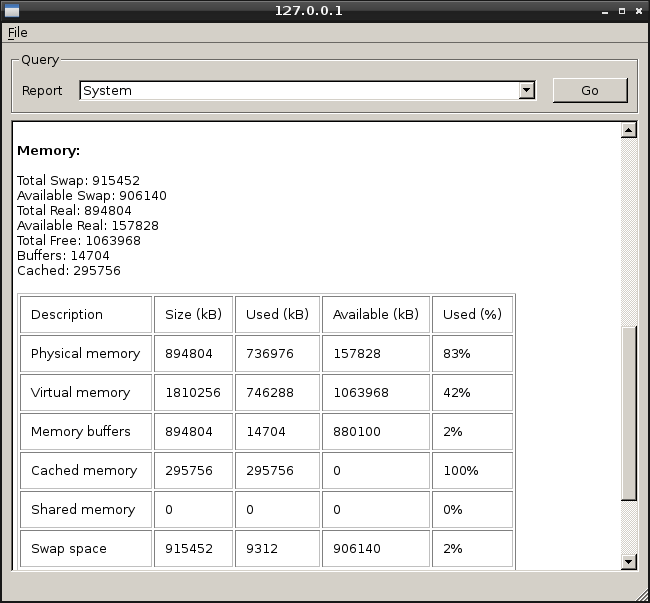 127.0.0.1
File
Query
Report System Go
Memory:
Total Swap: 915452
Available Swap: 906140
Total Real: 894804
Available Real: 157828
Total Free: 1063968
Buffers: 14704
Cached: 295756
Description Size (kB) Used (kB) Available (kB) Used (%)
Physical memory 894804 736976 157828 83%
Virtual memory 1810256 746288 1063968 42%
Memory buffers 894804 14704 880100 2%
Cached memory 295756 295756 0 100%
Shared memory 0 0 0 0%
Swap space 915452 9312 906140 2%